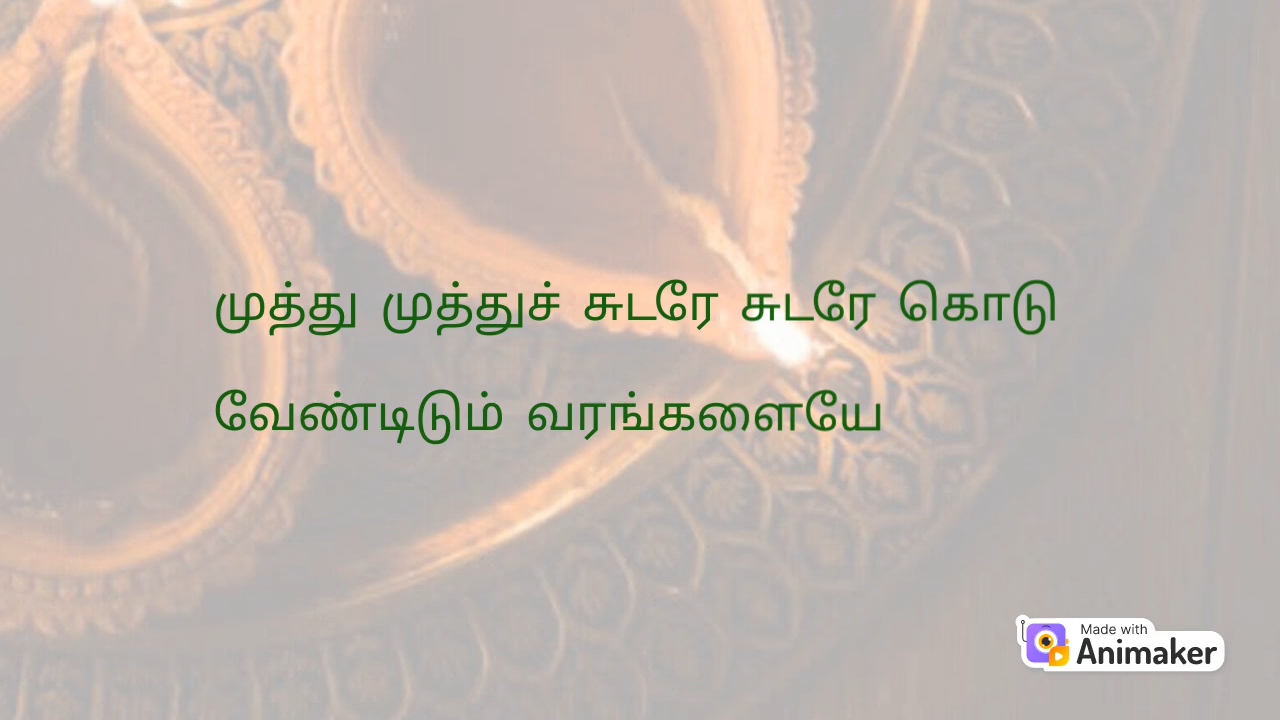 முத்து முத்துச் சுடரே சுடரே கொடு
வேண்டிடும் வரங்களையே
Made with
Animaker